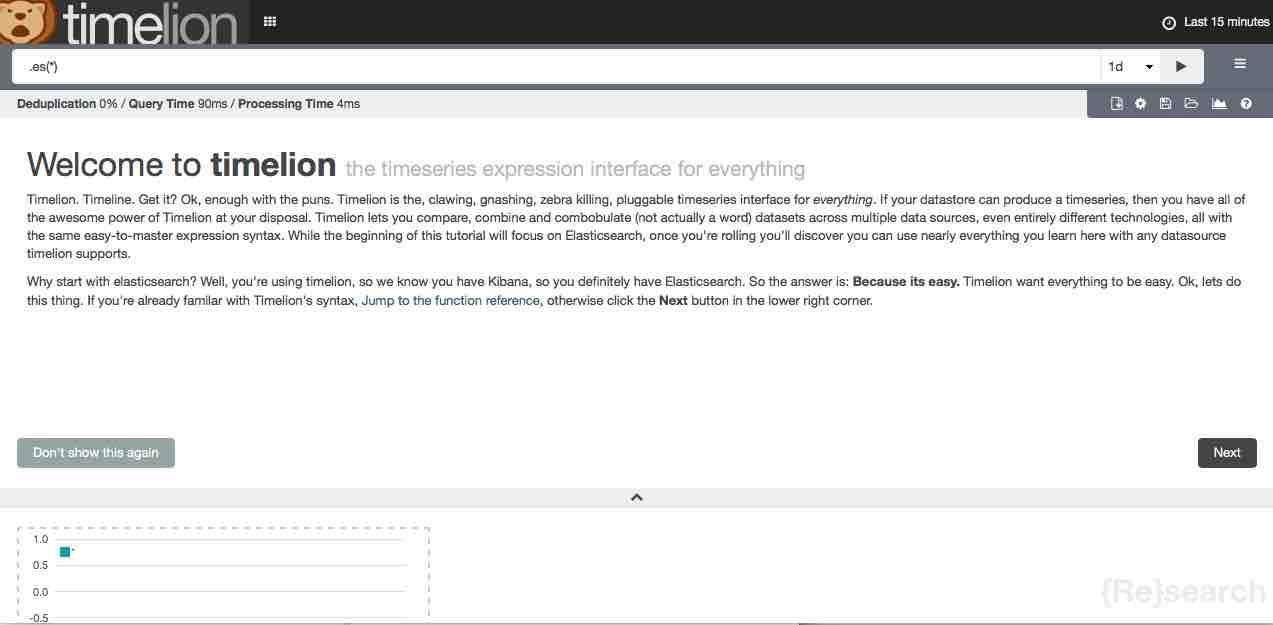 timelion
Last 15 minutes
.es(*)
1d
Deduplication 0% / Query Time 90ms / Processing Time 4ms
Welcome to timelion the timeseries expression interface for everything
Timelion. Timeline. Get it? Ok, enough with the puns. Timelion is the, clawing, gnashing, zebra killing, pluggable timeseries interface for everything. If your datastore can produce a timeseries, then you have all of
the awesome power of Timelion at your disposal. Timelion lets you compare, combine and combobulate (not actually a word) datasets across multiple data sources, even entirely different technologies, all with
the same easy-to-master expression syntax. While the beginning of this tutorial will focus on Elasticsearch, once you're rolling you'll discover you can use nearly everything you learn here with any datasource
timelion supports.
Why start with elasticsearch? Well, you're using timelion, so we know you have Kibana, so you definitely have Elasticsearch. So the answer is: Because its easy. Timelion want everything to be easy. Ok, lets do
this thing. If you're already familar with Timelion's syntax, Jump to the function reference, otherwise click the Next button in the lower right corner.
Don't show this again
Next
1.0
*
0.5
0.0
-0.5
{Re}search